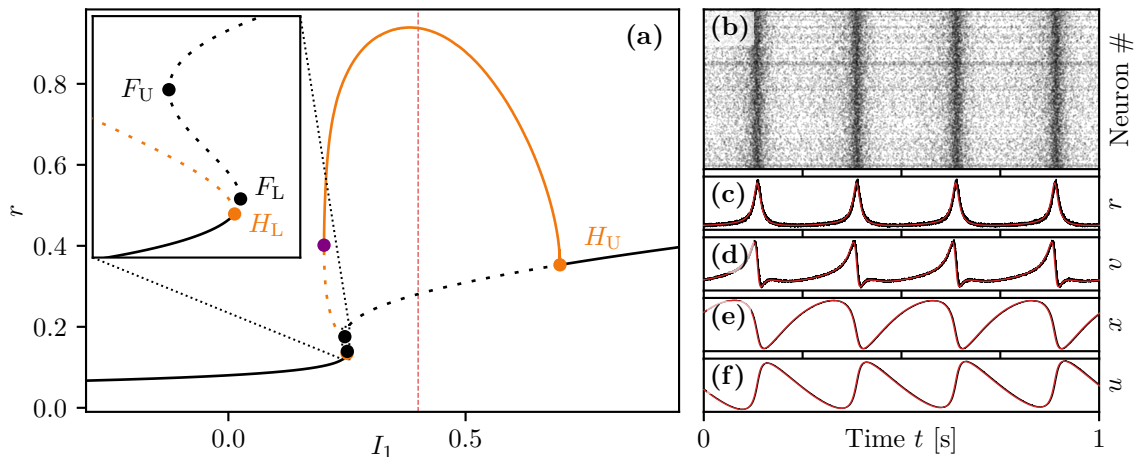 (a)
F_U
F_L
H_L
H_U
r
0.8
0.6
0.4
0.2
0.0
0.0
0.5
I_1
(b)
Neuron #
(c)
r
(d)
v
(e)
x
(f)
u
0
Time t [s]
1